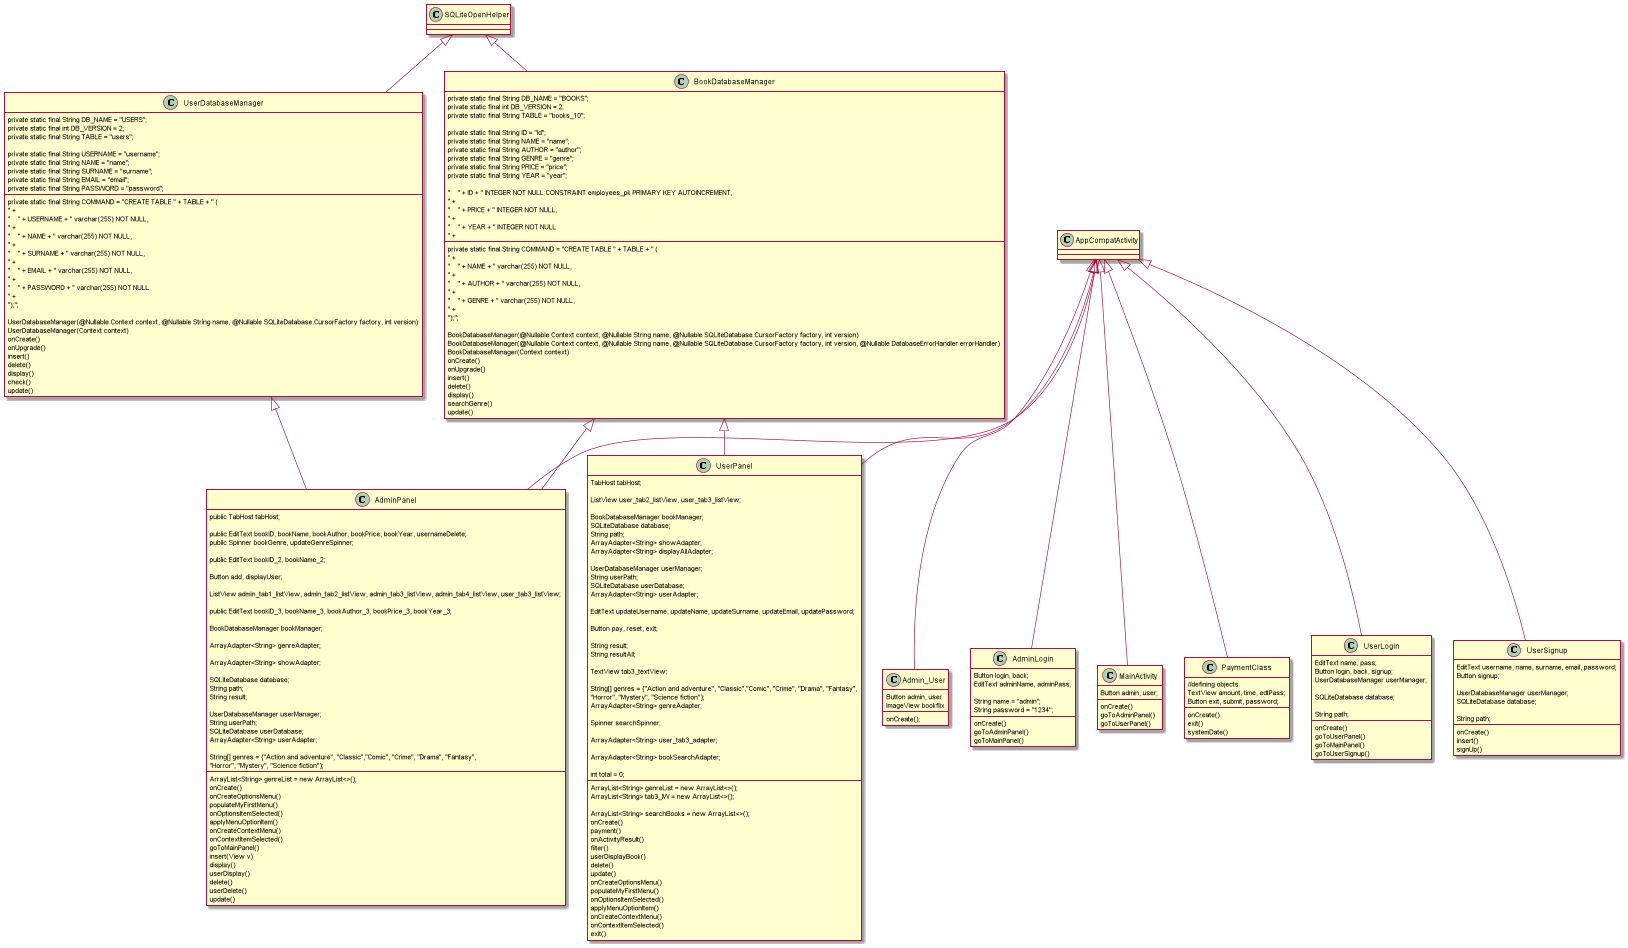 SQLiteOpenHelper
UserDatabaseManager
private static final String DB_NAME = "USERS";
private static final int DB_VERSION = 2;
private static final String TABLE = "users";
private static final String USERNAME = "username";
private static final String NAME = "name";
private static final String SURNAME = "surname";
private static final String EMAIL = "email";
private static final String PASSWORD = "password";
private static final String COMMAND = "CREATE TABLE " + TABLE + " (
" +
"    " + USERNAME + " varchar(255) NOT NULL,
" +
"    " + NAME + " varchar(255) NOT NULL,
" +
"    " + SURNAME + " varchar(255) NOT NULL,
" +
"    " + EMAIL + " varchar(255) NOT NULL,
" +
"    " + PASSWORD + " varchar(255) NOT NULL
" +
");";
UserDatabaseManager(@Nullable Context context, @Nullable String name, @Nullable SQLiteDatabase.CursorFactory factory, int version)
UserDatabaseManager(Context context)
onCreate()
onUpgrade()
insert()
delete()
display()
check()
update()
BookDatabaseManager
private static final String DB_NAME = "BOOKS";
private static final int DB_VERSION = 2;
private static final String TABLE = "books_10";
private static final String ID = "id";
private static final String NAME = "name";
private static final String AUTHOR = "author";
private static final String GENRE = "genre";
private static final String PRICE = "price";
private static final String YEAR = "year";
"    " + ID + " INTEGER NOT NULL CONSTRAINT employees_pk PRIMARY KEY AUTOINCREMENT,
" +
"    " + PRICE + " INTEGER NOT NULL,
" +
"    " + YEAR + " INTEGER NOT NULL
" +
private static final String COMMAND = "CREATE TABLE " + TABLE + " (
" +
"    " + NAME + " varchar(255) NOT NULL,
" +
"    " + AUTHOR + " varchar(255) NOT NULL,
" +
"    " + GENRE + " varchar(255) NOT NULL,
" +
");";
BookDatabaseManager(@Nullable Context context, @Nullable String name, @Nullable SQLiteDatabase.CursorFactory factory, int version)
BookDatabaseManager(@Nullable Context context, @Nullable String name, @Nullable SQLiteDatabase.CursorFactory factory, int version, @Nullable DatabaseErrorHandler errorHandler)
BookDatabaseManager(Context context)
onCreate()
onUpgrade()
insert()
delete()
display()
searchGenre()
update()
AppCompatActivity
AdminPanel
public TabHost tabHost;
public EditText bookID, bookName, bookAuthor, bookPrice, bookYear, usernameDelete;
public Spinner bookGenre, updateGenreSpinner;
public EditText bookID_2, bookName_2;
Button add, displayUser;
ListView admin_tab1_listView, admin_tab2_listView, admin_tab3_listView, admin_tab4_listView, user_tab3_listView;
public EditText bookID_3, bookName_3, bookAuthor_3, bookPrice_3, bookYear_3;
BookDatabaseManager bookManager;
ArrayAdapter<String> genreAdapter;
ArrayAdapter<String> showAdapter;
SQLiteDatabase database;
String path;
String result;
UserDatabaseManager userManager;
String userPath;
SQLiteDatabase userDatabase;
ArrayAdapter<String> userAdapter;
String[] genres = {"Action and adventure", "Classic","Comic", "Crime", "Drama", "Fantasy",
"Horror", "Mystery", "Science fiction"};
ArrayList<String> genreList = new ArrayList<>();
onCreate()
onCreateOptionsMenu()
populateMyFirstMenu()
onOptionsItemSelected()
applyMenuOptionItem()
onCreateContextMenu()
onContextItemSelected()
goToMainPanel()
insert(View v)
display()
userDisplay()
delete()
userDelete()
update()
UserPanel
TabHost tabHost;
ListView user_tab2_listView, user_tab3_listView;
BookDatabaseManager bookManager;
SQLiteDatabase database;
String path;
ArrayAdapter<String> showAdapter;
ArrayAdapter<String> displayAllAdapter;
UserDatabaseManager userManager;
String userPath;
SQLiteDatabase userDatabase;
ArrayAdapter<String> userAdapter;
EditText updateUsername, updateName, updateSurname, updateEmail, updatePassword;
Button pay, reset, exit;
String result;
String resultAll;
TextView tab3_textView;
String[] genres = {"Action and adventure", "Classic","Comic", "Crime", "Drama", "Fantasy",
"Horror", "Mystery", "Science fiction"};
ArrayAdapter<String> genreAdapter;
Spinner searchSpinner;
ArrayAdapter<String> user_tab3_adapter;
ArrayAdapter<String> bookSearchAdapter;
int total = 0;
ArrayList<String> genreList = new ArrayList<>();
ArrayList<String> tab3_lVV = new ArrayList<>();
ArrayList<String> searchBooks = new ArrayList<>();
onCreate()
payment()
onActivityResult()
filter()
userDisplayBook()
delete()
update()
onCreateOptionsMenu()
populateMyFirstMenu()
onOptionsItemSelected()
applyMenuOptionItem()
onCreateContextMenu()
onContextItemSelected()
exit()
Admin_User
Button admin, user
ImageView bookflix
onCreate();
AdminLogin
Button login, back;
EditText adminName, adminPass;
String name = "admin";
String password = "1234";
onCreate()
goToAdminPanel()
goToMainPanel()
MainActivity
Button admin, user;
onCreate()
goToAdminPanel()
goToUserPanel()
PaymentClass
//defining objects
TextView amount, time, edtPass;
Button exit, submit, password;
onCreate()
exit()
systemDate()
UserLogin
EditText name, pass;
Button login, back, signup;
UserDatabaseManager userManager;
SQLiteDatabase database;
String path;
onCreate()
goToUserPanel()
goToMainPanel()
goToUserSignup()
UserSignup
EditText username, name, surname, email, password;
Button signup;
UserDatabaseManager userManager;
SQLiteDatabase database;
String path;
onCreate()
insert()
signUp()